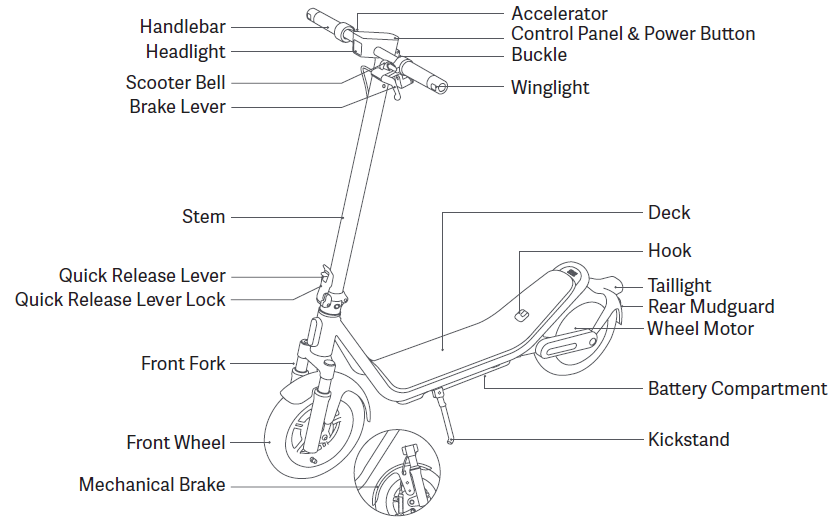 Handlebar
Headlight
Scooter Bell
Brake Lever
Stem
Quick Release Lever
Quick Release Lever Lock
Front Fork
Front Wheel
Mechanical Brake
Accelerator
Control Panel & Power Button
Buckle
Winglight
Deck
Hook
Taillight
Rear Mudguard
Wheel Motor
Battery Compartment
Kickstand